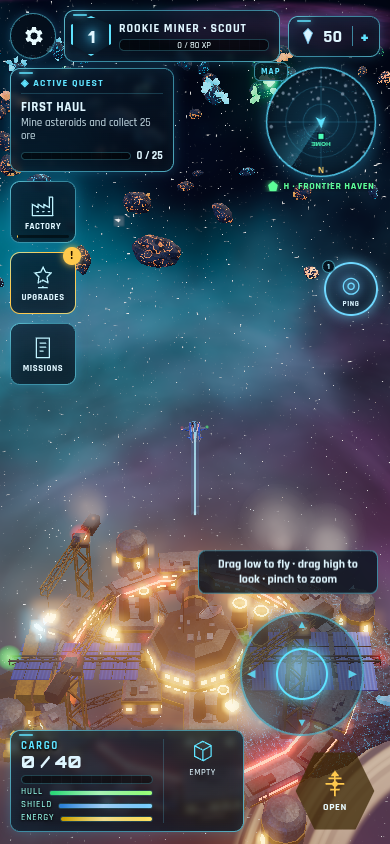 1
ROOKIE MINER · SCOUT
0 / 80 XP
50
+
ACTIVE QUEST
FIRST HAUL
Mine asteroids and collect 25
ore
0 / 25
MAP
HOME
N
H · FRONTIER HAVEN
FACTORY
!
UPGRADES
MISSIONS
1
PING
Drag low to fly · drag high to
look · pinch to zoom
CARGO
0 / 40
EMPTY
HULL
SHIELD
ENERGY
OPEN